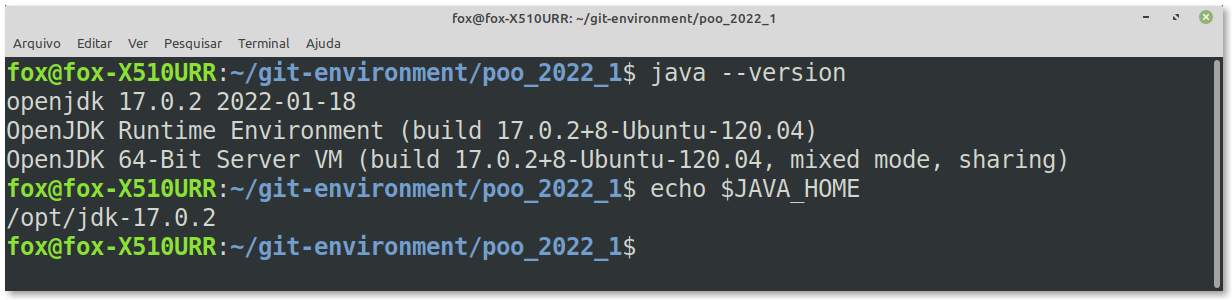 fox@fox-X510URR: ~/git-environment/poo_2022_1
Arquivo Editar Ver Pesquisar Terminal Ajuda
fox@fox-X510URR:~/git-environment/poo_2022_1$ java --version
openjdk 17.0.2 2022-01-18
OpenJDK Runtime Environment (build 17.0.2+8-Ubuntu-120.04)
OpenJDK 64-Bit Server VM (build 17.0.2+8-Ubuntu-120.04, mixed mode, sharing)
fox@fox-X510URR:~/git-environment/poo_2022_1$ echo $JAVA_HOME
/opt/jdk-17.0.2
fox@fox-X510URR:~/git-environment/poo_2022_1$